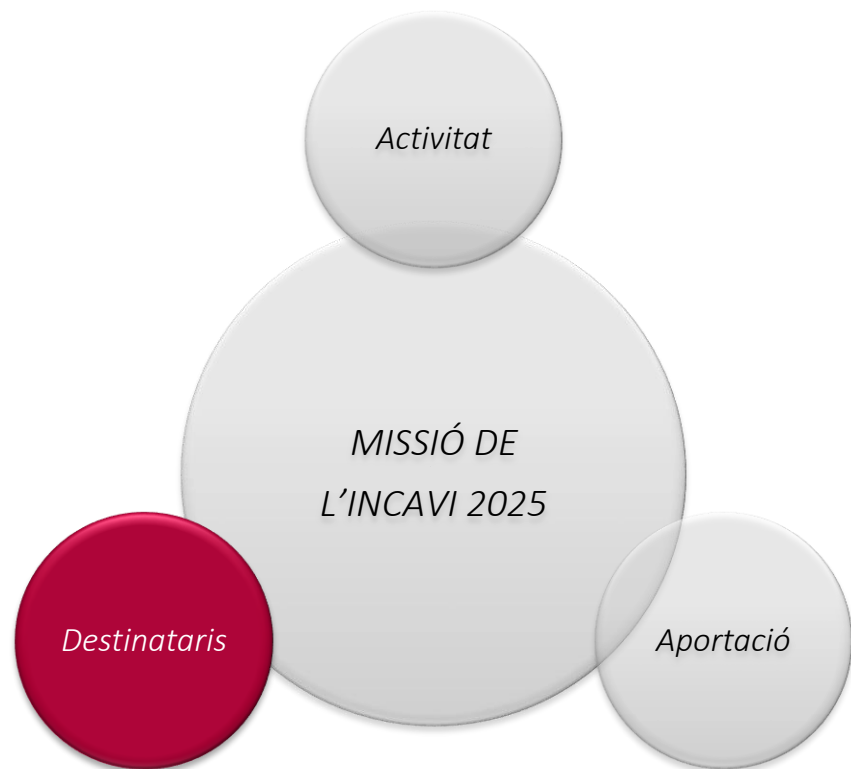 Activitat
MISSIÓ DE
L’INCAVI 2025
Destinataris
Aportació